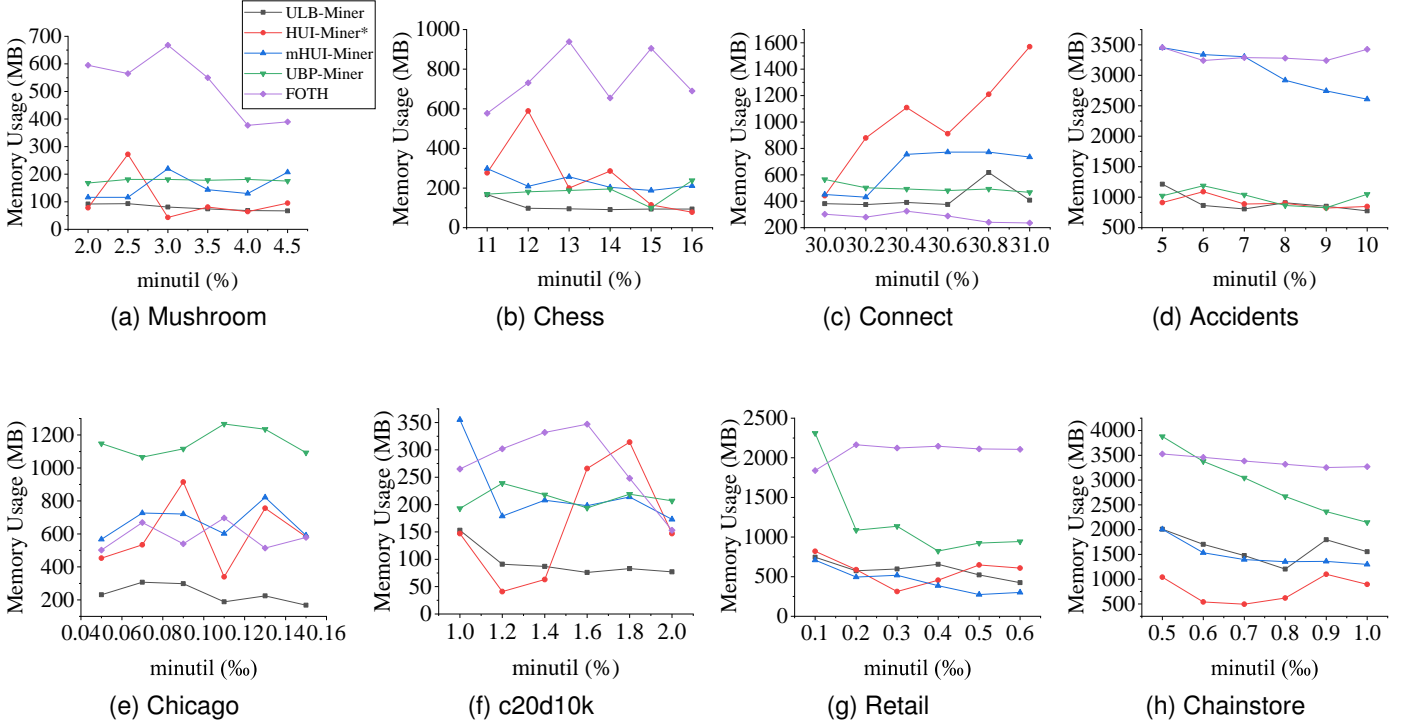 ULB-Miner
HUI-Miner*
mHUI-Miner
UBP-Miner
FOTH
Memory Usage (MB)
700
600
500
400
300
200
100
0
2.0 2.5 3.0 3.5 4.0 4.5
minutil (%)
(a) Mushroom
Memory Usage (MB)
1000
800
600
400
200
0
11 12 13 14 15 16
minutil (%)
(b) Chess
Memory Usage (MB)
1600
1400
1200
1000
800
600
400
200
30.0 30.2 30.4 30.6 30.8 31.0
minutil (%)
(c) Connect
Memory Usage (MB)
3500
3000
2500
2000
1500
1000
500
5 6 7 8 9 10
minutil (%)
(d) Accidents
Memory Usage (MB)
1200
1000
800
600
400
200
0.04 0.06 0.08 0.10 0.12 0.14 0.16
minutil (‰)
(e) Chicago
Memory Usage (MB)
350
300
250
200
150
100
50
0
1.0 1.2 1.4 1.6 1.8 2.0
minutil (%)
(f) c20d10k
Memory Usage (MB)
2500
2000
1500
1000
500
0
0.1 0.2 0.3 0.4 0.5 0.6
minutil (‰)
(g) Retail
Memory Usage (MB)
4000
3500
3000
2500
2000
1500
1000
500
0.5 0.6 0.7 0.8 0.9 1.0
minutil (‰)
(h) Chainstore